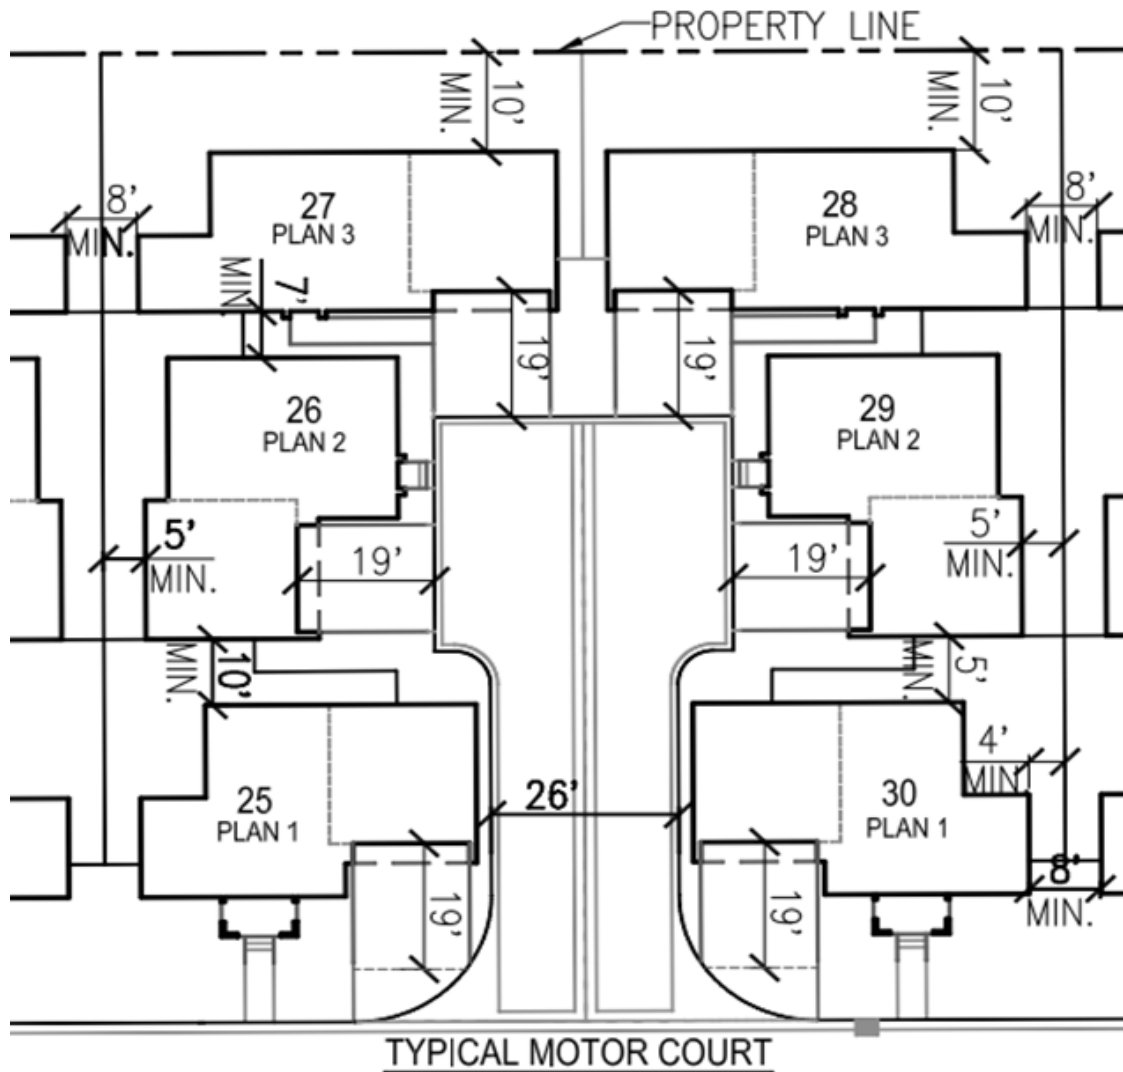 PROPERTY LINE
10'
MIN.
10'
MIN.
8'
MIN.
27
PLAN 3
28
PLAN 3
8'
MIN.
7'
MIN.
19'
19'
26
PLAN 2
29
PLAN 2
5'
MIN.
19'
19'
5'
MIN.
10'
MIN.
5'
MIN.
4'
MIN.
25
PLAN 1
26'
30
PLAN 1
8'
MIN.
19'
19'
TYPICAL MOTOR COURT